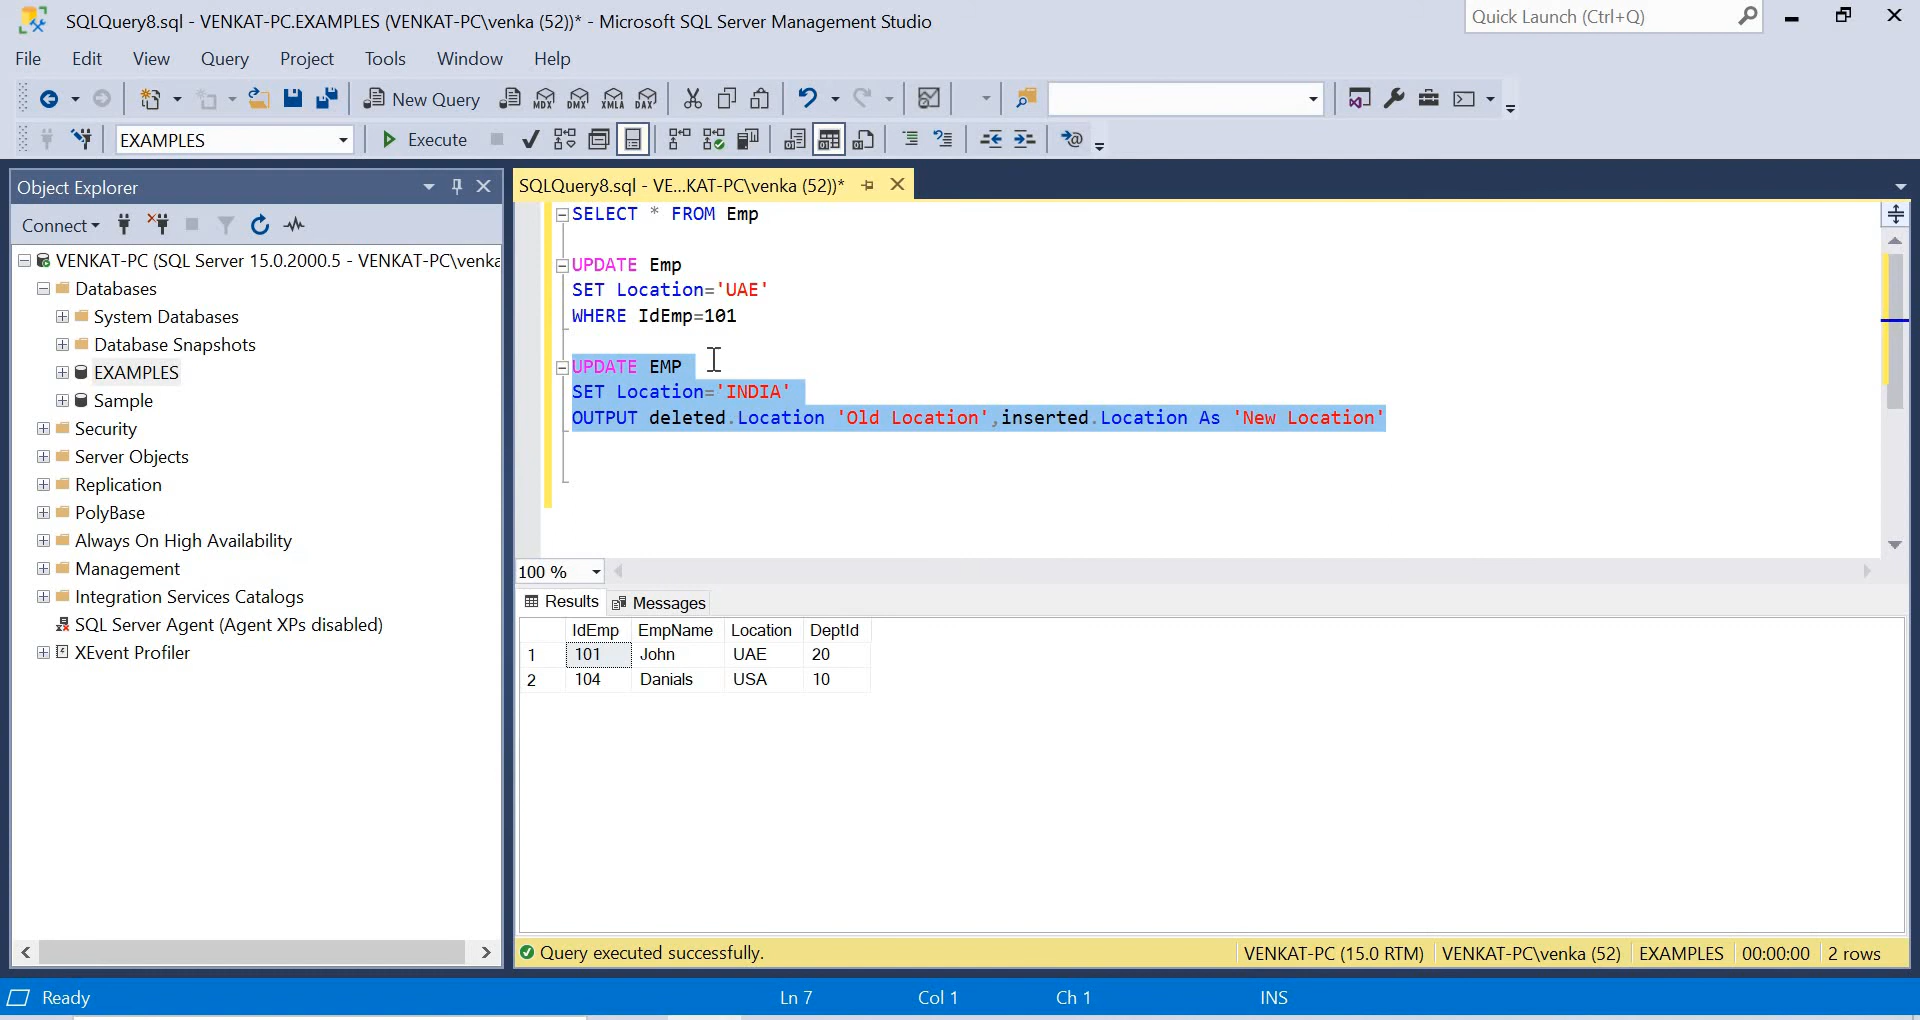 SQLQuery8.sql - VENKAT-PC.EXAMPLES (VENKAT-PC\venka (52))* - Microsoft SQL Server Management Studio
Quick Launch (Ctrl+Q)
File Edit View Query Project Tools Window Help
New Query MDX DMX XMLA DAX
EXAMPLES Execute
Object Explorer
Connect
VENKAT-PC (SQL Server 15.0.2000.5 - VENKAT-PC\venka
Databases
System Databases
Database Snapshots
EXAMPLES
Sample
Security
Server Objects
Replication
PolyBase
Always On High Availability
Management
Integration Services Catalogs
SQL Server Agent (Agent XPs disabled)
XEvent Profiler
SQLQuery8.sql - VE...KAT-PC\venka (52))*
SELECT * FROM Emp
UPDATE Emp
SET Location='UAE'
WHERE IdEmp=101
UPDATE EMP
SET Location='INDIA'
OUTPUT deleted.Location 'Old Location',inserted.Location As 'New Location'
100 %
Results Messages
IdEmp EmpName Location DeptId
1 101 John UAE 20
2 104 Danials USA 10
Query executed successfully. VENKAT-PC (15.0 RTM) VENKAT-PC\venka (52) EXAMPLES 00:00:00 2 rows
Ready Ln 7 Col 1 Ch 1 INS